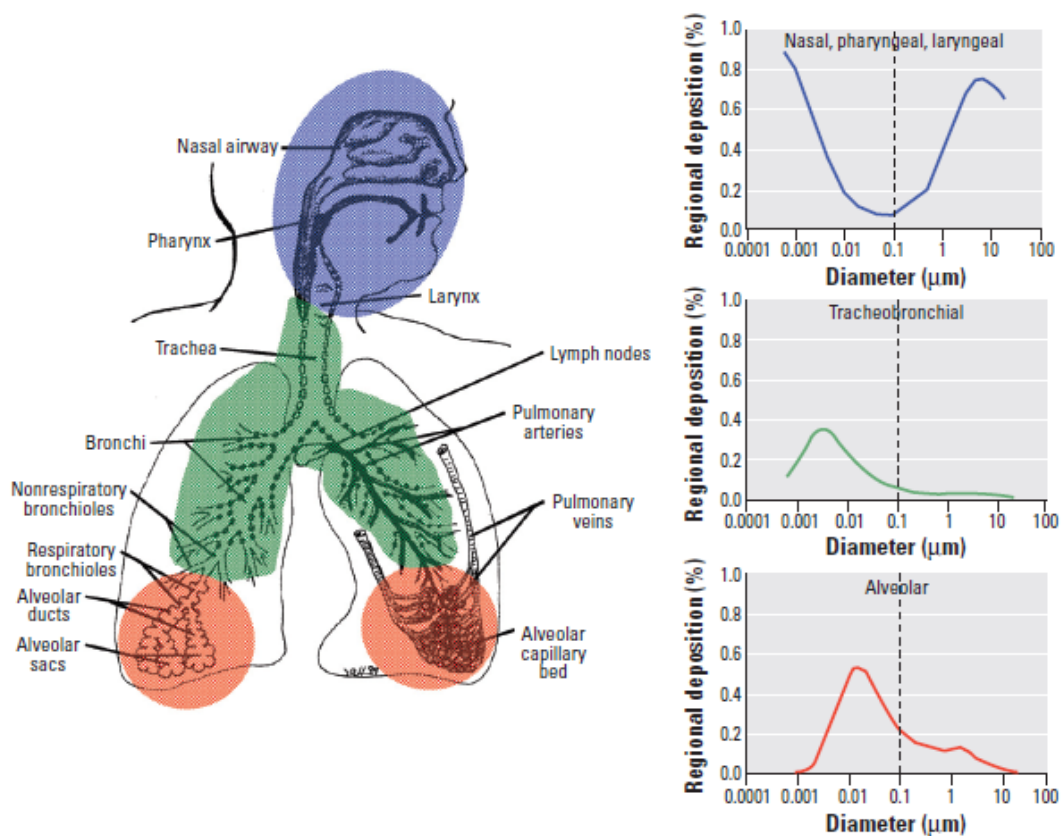 Nasal airway
Pharynx
Larynx
Trachea
Lymph nodes
Pulmonary
arteries
Bronchi
Nonrespiratory
bronchioles
Pulmonary
veins
Respiratory
bronchioles
Alveolar
ducts
Alveolar
sacs
Alveolar
capillary
bed
Regional deposition (%)
1.0
0.8
0.6
0.4
0.2
0.0
Nasal, pharyngeal, laryngeal
0.0001 0.001 0.01 0.1 1 10 100
Diameter (μm)
Regional deposition (%)
1.0
0.8
0.6
0.4
0.2
0.0
Tracheobronchial
0.0001 0.001 0.01 0.1 1 10 100
Diameter (μm)
Regional deposition (%)
1.0
0.8
0.6
0.4
0.2
0.0
Alveolar
0.0001 0.001 0.01 0.1 1 10 100
Diameter (μm)